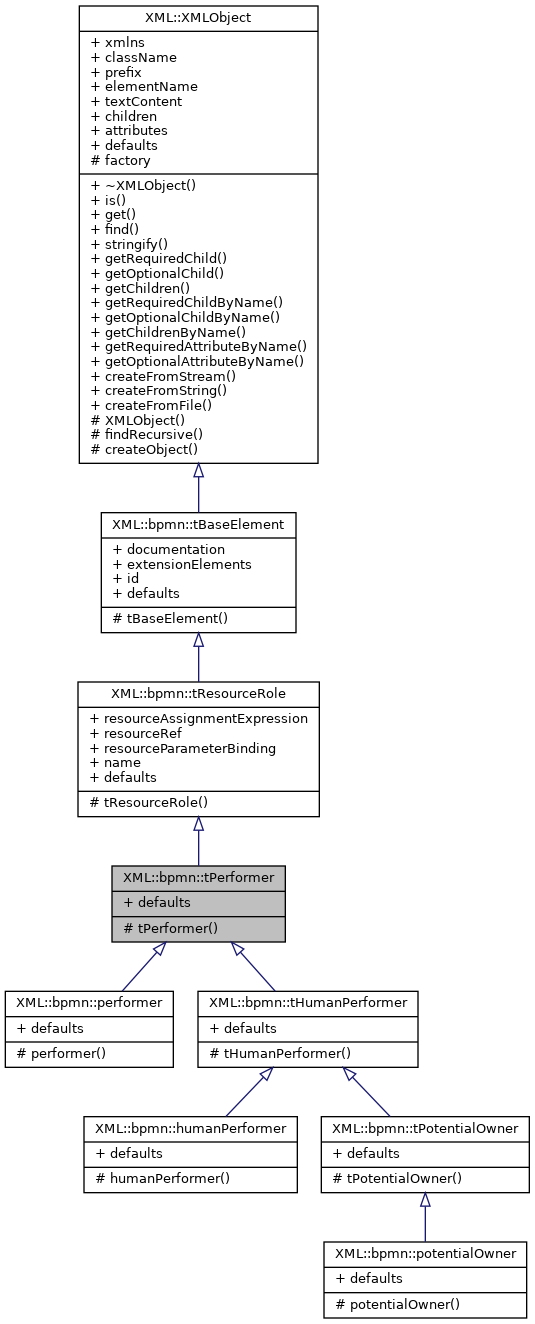 XML::XMLObject
+ xmlns
+ className
+ prefix
+ elementName
+ textContent
+ children
+ attributes
+ defaults
# factory
+ ~XMLObject()
+ is()
+ get()
+ find()
+ stringify()
+ getRequiredChild()
+ getOptionalChild()
+ getChildren()
+ getRequiredChildByName()
+ getOptionalChildByName()
+ getChildrenByName()
+ getRequiredAttributeByName()
+ getOptionalAttributeByName()
+ createFromStream()
+ createFromString()
+ createFromFile()
# XMLObject()
# findRecursive()
# createObject()
XML::bpmn::tBaseElement
+ documentation
+ extensionElements
+ id
+ defaults
# tBaseElement()
XML::bpmn::tResourceRole
+ resourceAssignmentExpression
+ resourceRef
+ resourceParameterBinding
+ name
+ defaults
# tResourceRole()
XML::bpmn::tPerformer
+ defaults
# tPerformer()
XML::bpmn::performer
+ defaults
# performer()
XML::bpmn::tHumanPerformer
+ defaults
# tHumanPerformer()
XML::bpmn::humanPerformer
+ defaults
# humanPerformer()
XML::bpmn::tPotentialOwner
+ defaults
# tPotentialOwner()
XML::bpmn::potentialOwner
+ defaults
# potentialOwner()